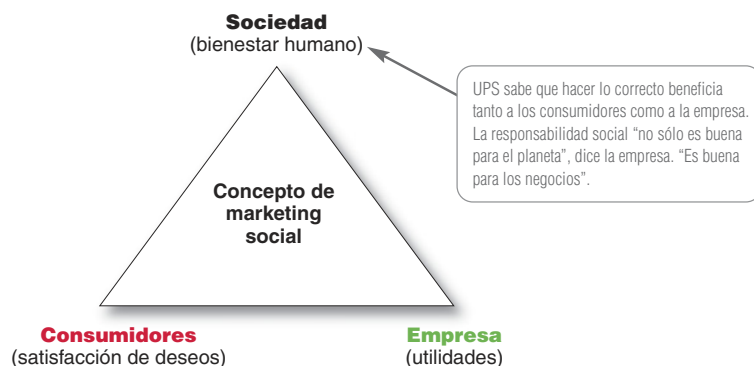 Sociedad
(bienestar humano)
UPS sabe que hacer lo correcto beneficia
tanto a los consumidores como a la empresa.
La responsabilidad social “no sólo es buena
para el planeta”, dice la empresa. “Es buena
para los negocios”.
Concepto de
marketing
social
Consumidores
(satisfacción de deseos)
Empresa
(utilidades)